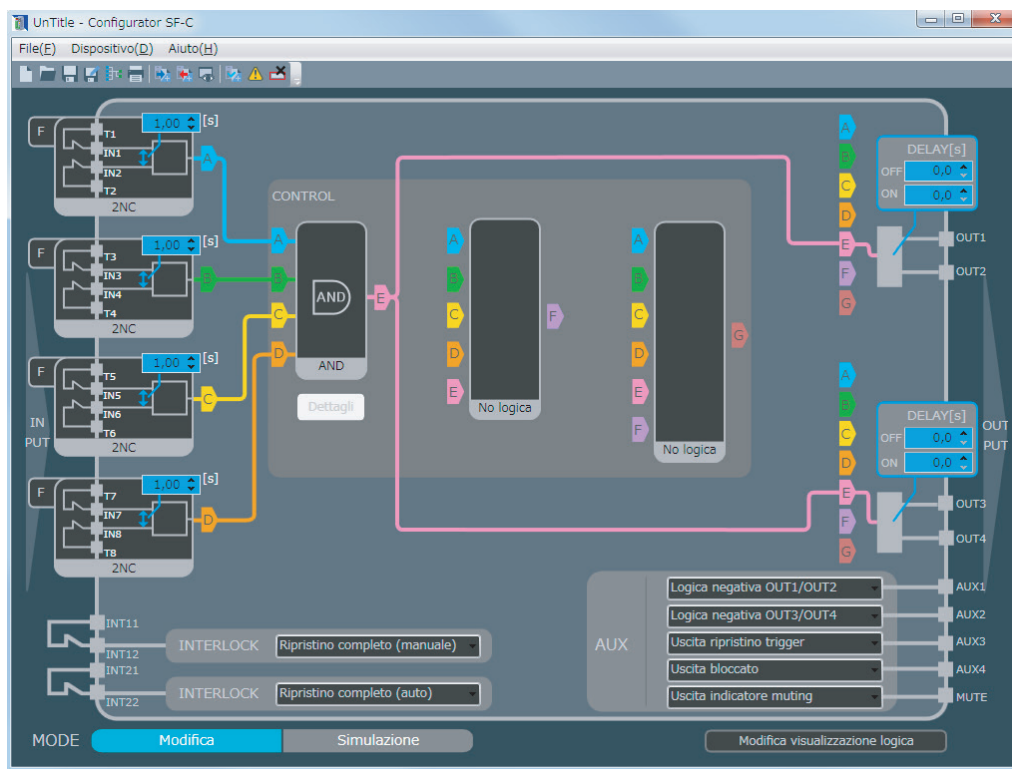 UnTitle - Configurator SF-C
File(F) Dispositivo(D) Aiuto(H)
F
T1
IN1
IN2
T2
2NC
1,00 [s]
A
F
T3
IN3
IN4
T4
2NC
1,00 [s]
B
F
T5
IN5
IN6
T6
2NC
1,00 [s]
C
F
T7
IN7
IN8
T8
2NC
1,00 [s]
D
IN
PUT
CONTROL
A
B
C
D
AND
AND
E
Dettagli
A
B
C
D
E
No logica
F
A
B
C
D
E
F
No logica
G
A
B
C
D
E
F
G
DELAY[s]
OFF 0,0
ON 0,0
OUT1
OUT2
A
B
C
D
E
F
G
DELAY[s]
OFF 0,0
ON 0,0
OUT3
OUT4
OUT
PUT
INT11
INT12
INTERLOCK Ripristino completo (manuale)
INT21
INT22
INTERLOCK Ripristino completo (auto)
AUX
Logica negativa OUT1/OUT2 AUX1
Logica negativa OUT3/OUT4 AUX2
Uscita ripristino trigger AUX3
Uscita bloccato AUX4
Uscita indicatore muting MUTE
MODE Modifica Simulazione Modifica visualizzazione logica